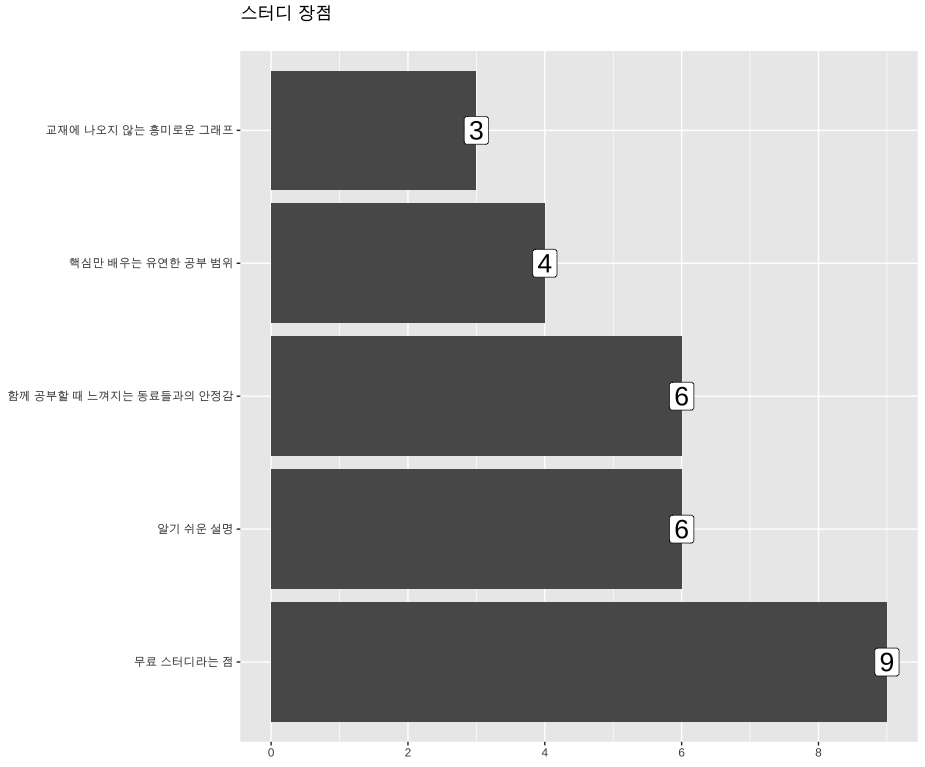 스터디 장점
교재에 나오지 않는 흥미로운 그래프
3
핵심만 배우는 유연한 공부 범위
4
함께 공부할 때 느껴지는 동료들과의 안정감
6
알기 쉬운 설명
6
무료 스터디라는 점
9
0 2 4 6 8